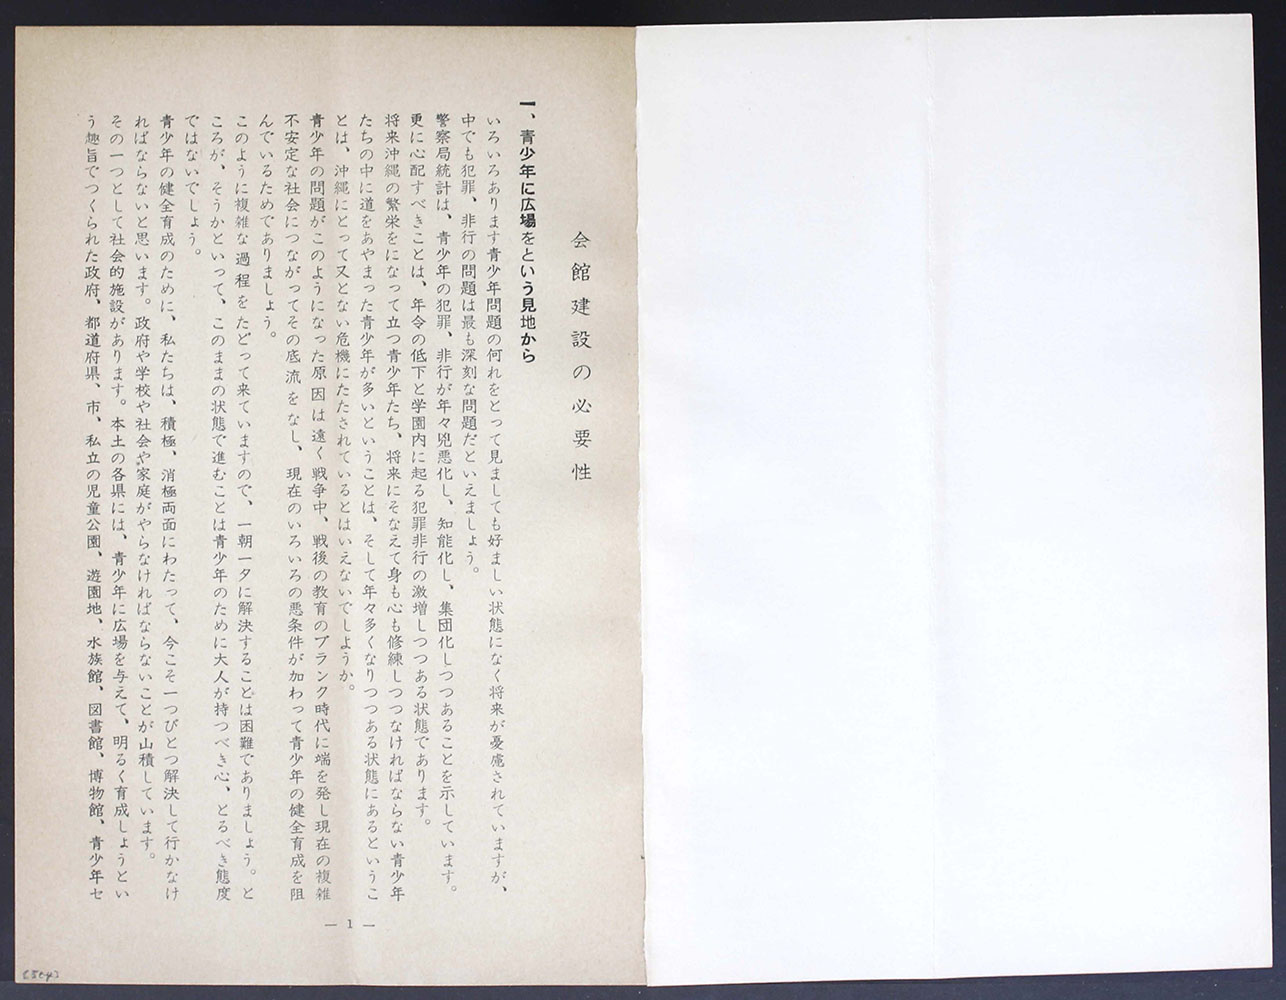 会館建設の必要性
一、青少年に広場をという見地から
いろいろあります青少年問題の何れをとって見ましても好ましい状態になく将来が憂慮されていますが、
中でも犯罪、非行の問題は最も深刻な問題だといえましょう。
警察局統計は、青少年の犯罪、非行が年々兇悪化し、知能化し、集団化しつつあることを示しています。
更に心配すべきことは、年令の低下と学園内に起る犯罪非行の激増しつつある状態であります。
将来沖縄の繁栄をになって立つ青少年たち、将来にそなえて身も心も修練しつつなければならない青少年
たちの中に道をあやまった青少年が多いということは、そして年々多くなりつつある状態にあるというこ
とは、沖縄にとって又とない危機にたたされているとはいえないでしようか。
青少年の問題がこのようになった原因は遠く戦争中、戦後の教育のブランク時代に端を発し現在の複雑
不安定な社会につながってその底流をなし、現在のいろいろの悪条件が加わって青少年の健全育成を阻
んでいるためでありましょう。
このように複雑な過程をたどって来ていますので、一朝一夕に解決することは困難でありましょう。と
ころが、そうかといって、このままの状態で進むことは青少年のために大人が持つべき心、とるべき態度
ではないでしょう。
青少年の健全育成のために、私たちは、積極、消極両面にわたって、今こそ一つびとつ解決して行かなけ
ればならないと思います。政府や学校や社会や家庭がやらなければならないことが山積しています。
その一つとして社会的施設があります。本土の各県には、青少年に広場を与えて、明るく育成しようとい
う趣旨でつくられた政府、都道府県、市、私立の児童公園、遊園地、水族館、図書館、博物館、青少年セ
— 1 —